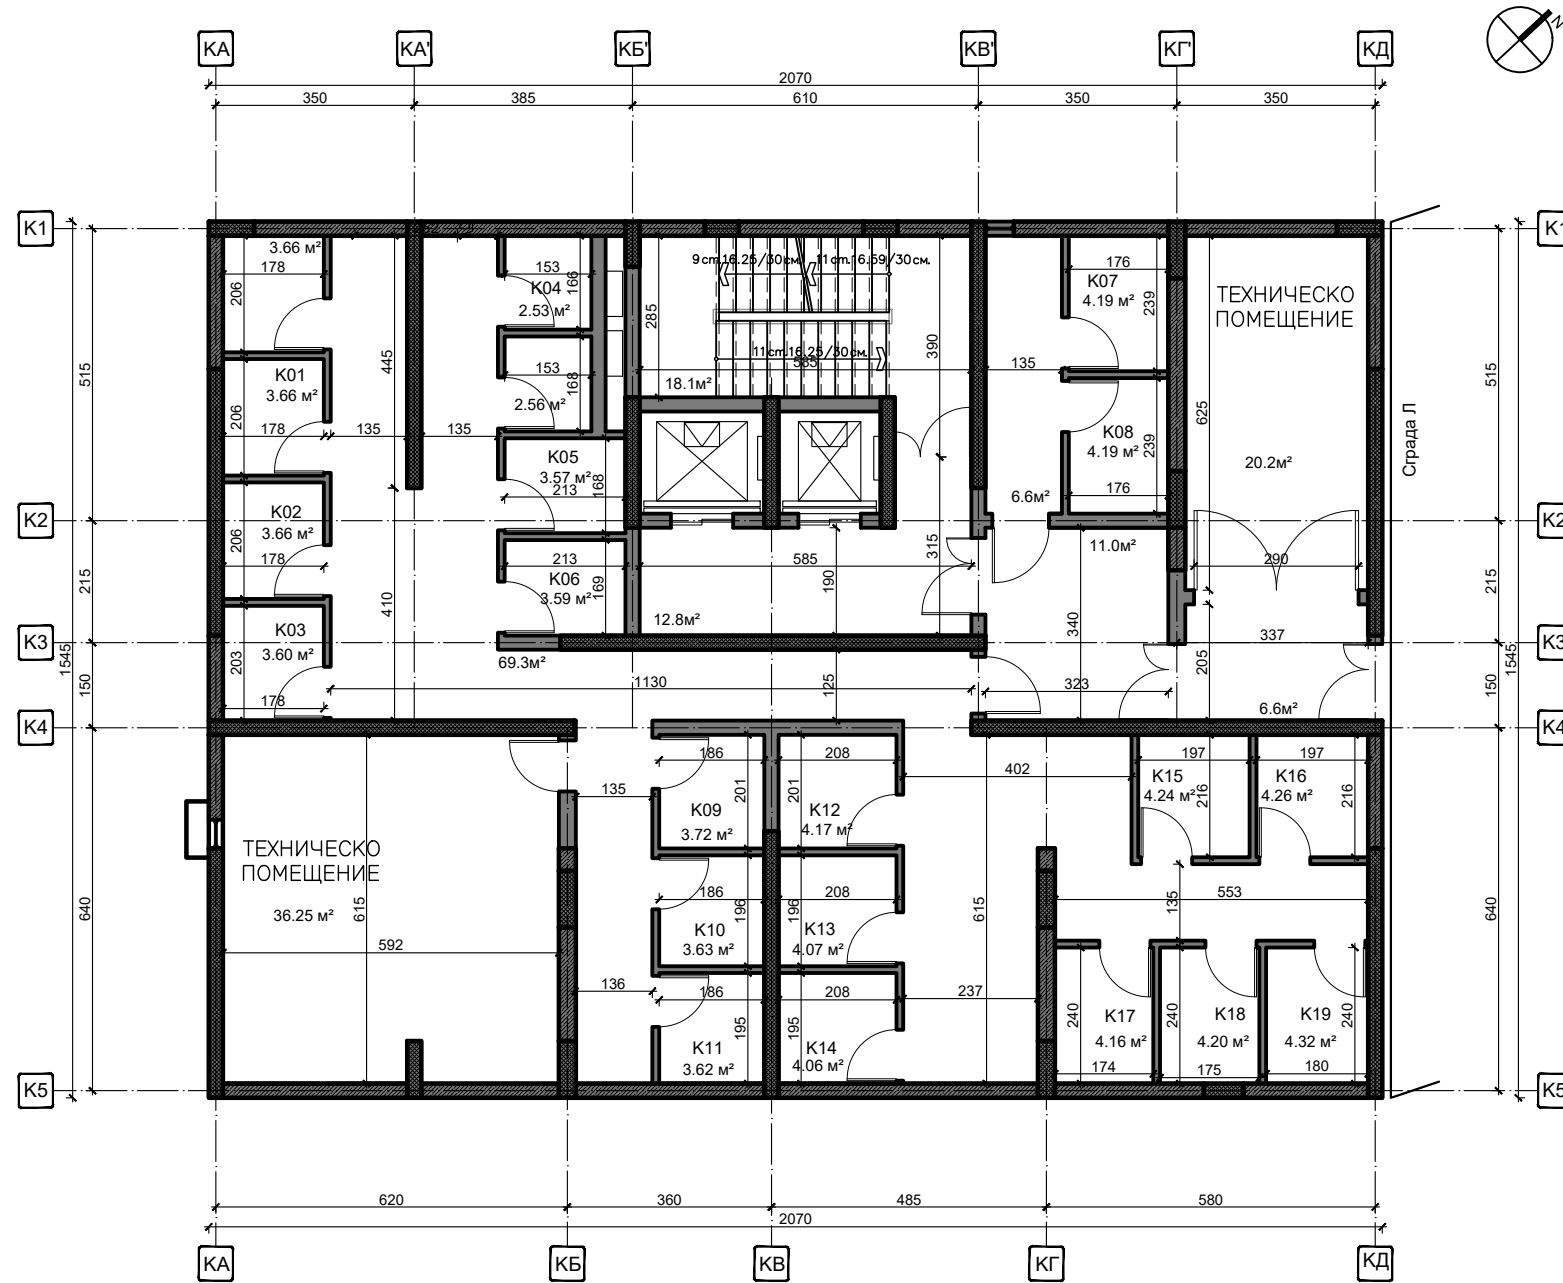 N
КА КА' КБ' КВ' КГ' КД
2070
350 385 610 350 350
К1 К1
3.66 м²
178
206
153
К04
2.53 м²
166
9 ст.16.25/30см. 11 ст.16.59/30см.
285
176
К07
4.19 м²
239
ТЕХНИЧЕСКО
ПОМЕЩЕНИЕ
515
445
390
11 ст.16.25/30см.
585
18.1м²
135
515
К01
3.66 м²
206
178 135 135
153
2.56 м²
168
К08
4.19 м²
239
176
625
20.2м²
Сграда Л
К05
3.57 м²
213
168
6.6м²
К2 К2
К02
3.66 м²
206
178
213
К06
3.59 м²
169
585
190
315
11.0м²
290
215
410
12.8м²
340
215
К03
3.60 м²
203
178
К3 К3
1545
150
69.3м²
1130
125
323
337
205
6.6м²
150
1545
К4 К4
186
201
К09
3.72 м²
208
201
К12
4.17 м²
402
197
К15
4.24 м²
216
197
К16
4.26 м²
216
135
ТЕХНИЧЕСКО
ПОМЕЩЕНИЕ
36.25 м²
615
592
640
186
196
К10
3.63 м²
208
196
К13
4.07 м²
615
553
135
640
136
186
195
К11
3.62 м²
208
195
К14
4.06 м²
237
240
К17
4.16 м²
174
240
К18
4.20 м²
175
К19
4.32 м²
240
180
К5 К5
620 360 485 580
2070
КА КБ КВ КГ КД